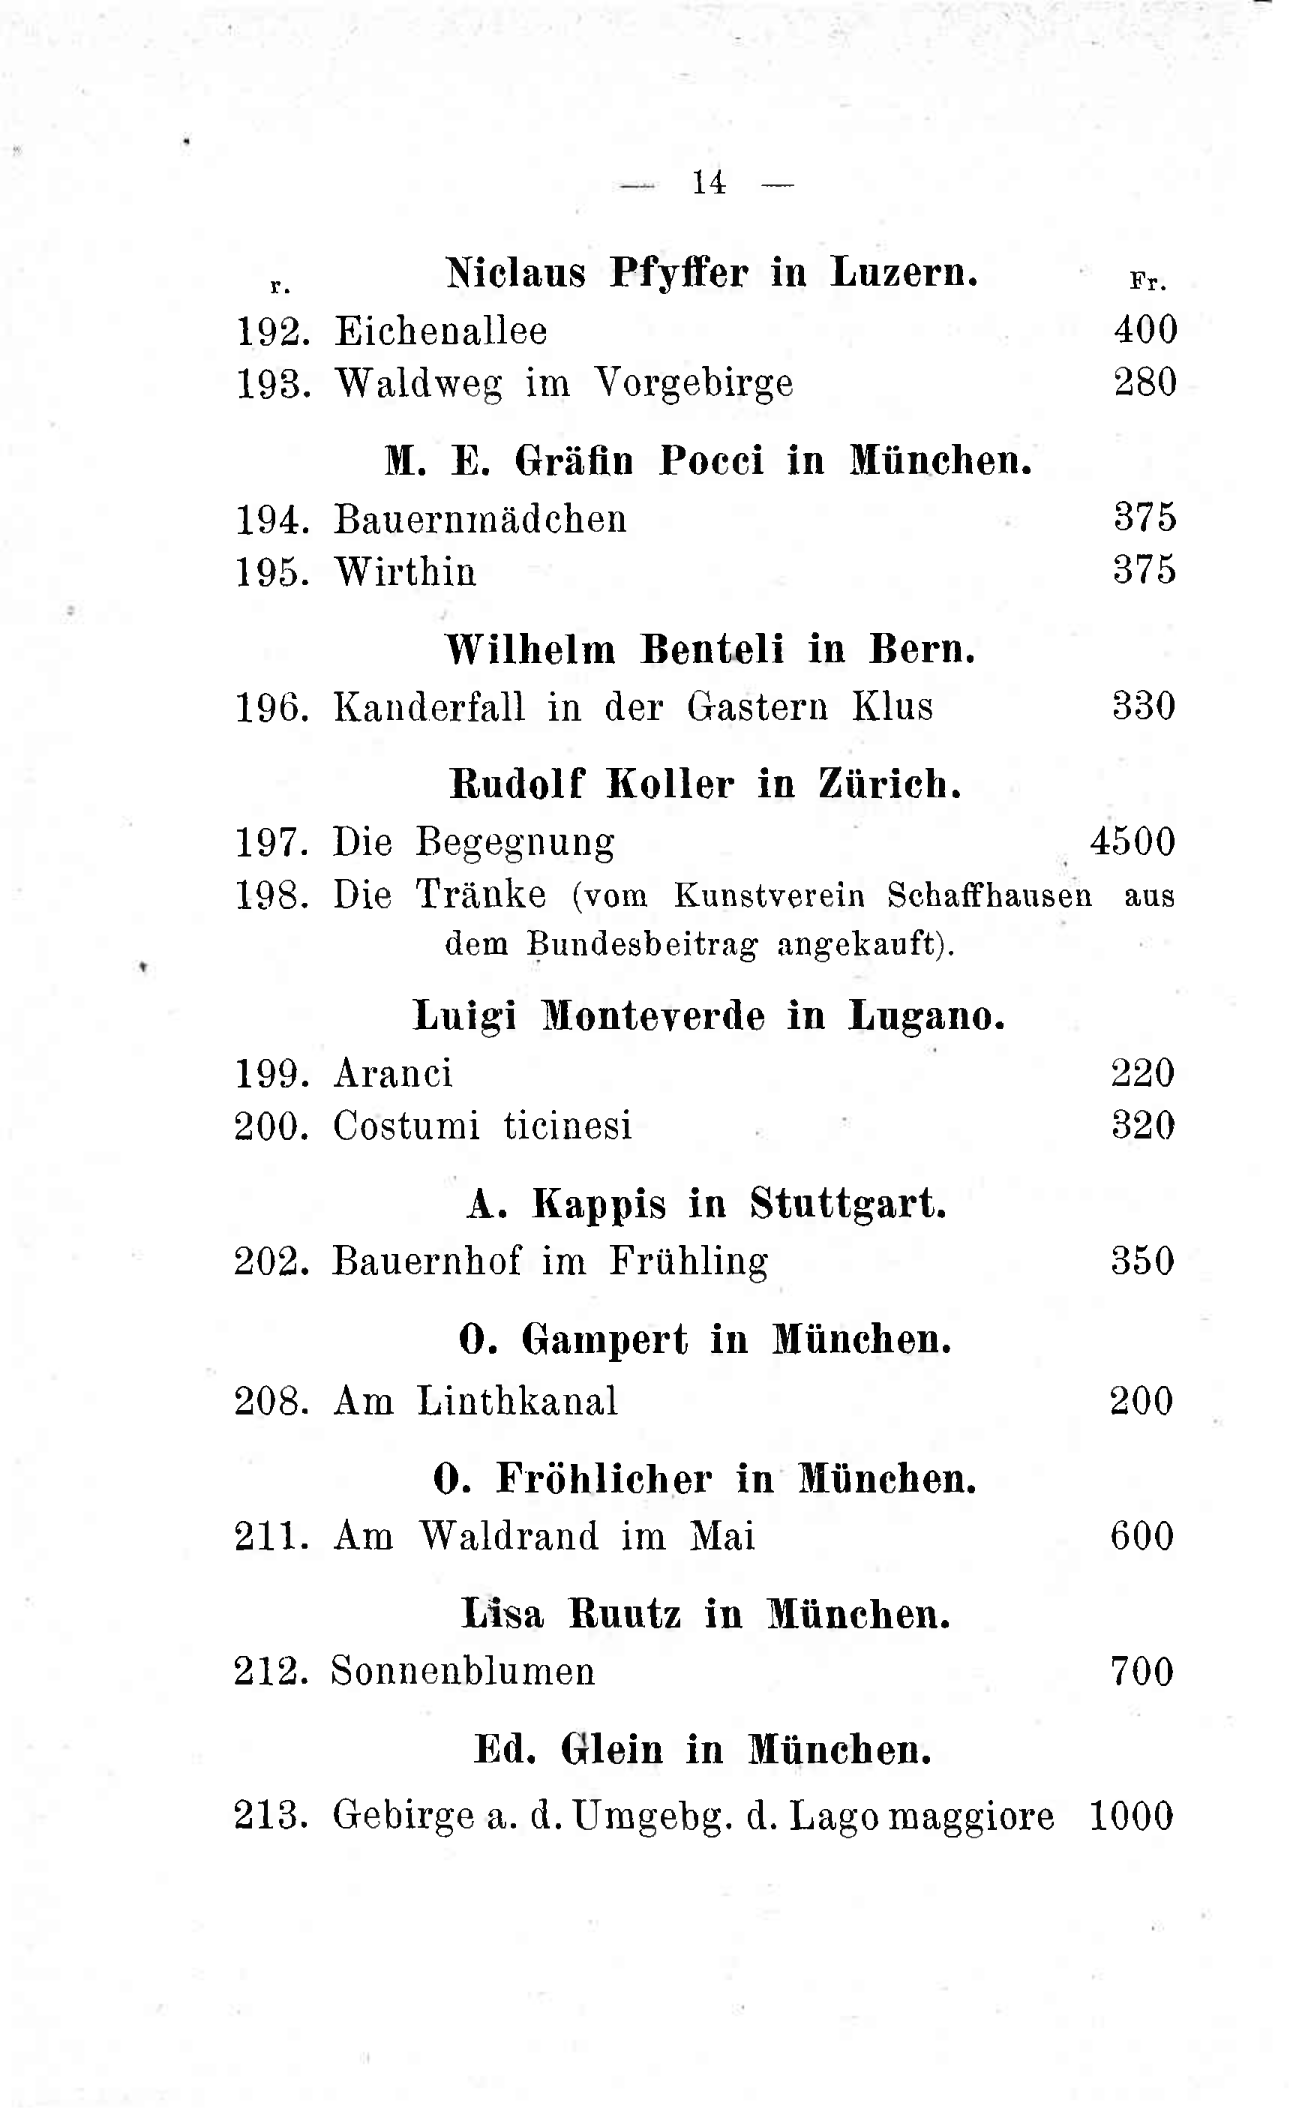 — 14 —
r. Niclaus Pfyffer in Luzern. Fr.
192. Eichenallee 400
193. Waldweg im Vorgebirge 280
M. E. Gräfin Pocci in München.
194. Bauernmädchen 375
195. Wirthin 375
Wilhelm Benteli in Bern.
196. Kanderfall in der Gastern Klus 330
Rudolf Koller in Zürich.
197. Die Begegnung 4500
198. Die Tränke (vom Kunstverein Schaffhausen aus
dem Bundesbeitrag angekauft).
Luigi Monteverde in Lugano.
199. Aranci 220
200. Costumi ticinesi 320
A. Kappis in Stuttgart.
202. Bauernhof im Frühling 350
O. Gampert in München.
208. Am Linthkanal 200
O. Fröhlicher in München.
211. Am Waldrand im Mai 600
Lisa Ruutz in München.
212. Sonnenblumen 700
Ed. Glein in München.
213. Gebirge a. d. Umgebg. d. Lago maggiore 1000